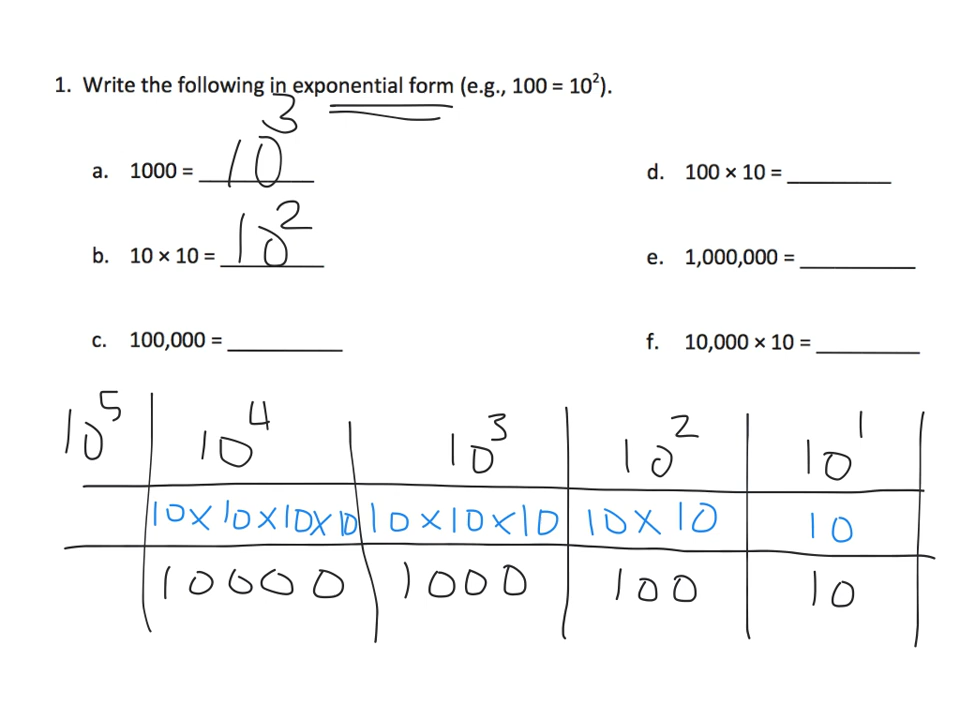 1. Write the following in exponential form (e.g., 100 = 10²).
a. 1000 = 10³
d. 100 × 10 = ________
b. 10 × 10 = 10²
e. 1,000,000 = ________
c. 100,000 = ________
f. 10,000 × 10 = ________
10⁵ 10⁴ 10³ 10² 10¹
10×10×10×10 10×10×10 10×10 10
10000 1000 100 10